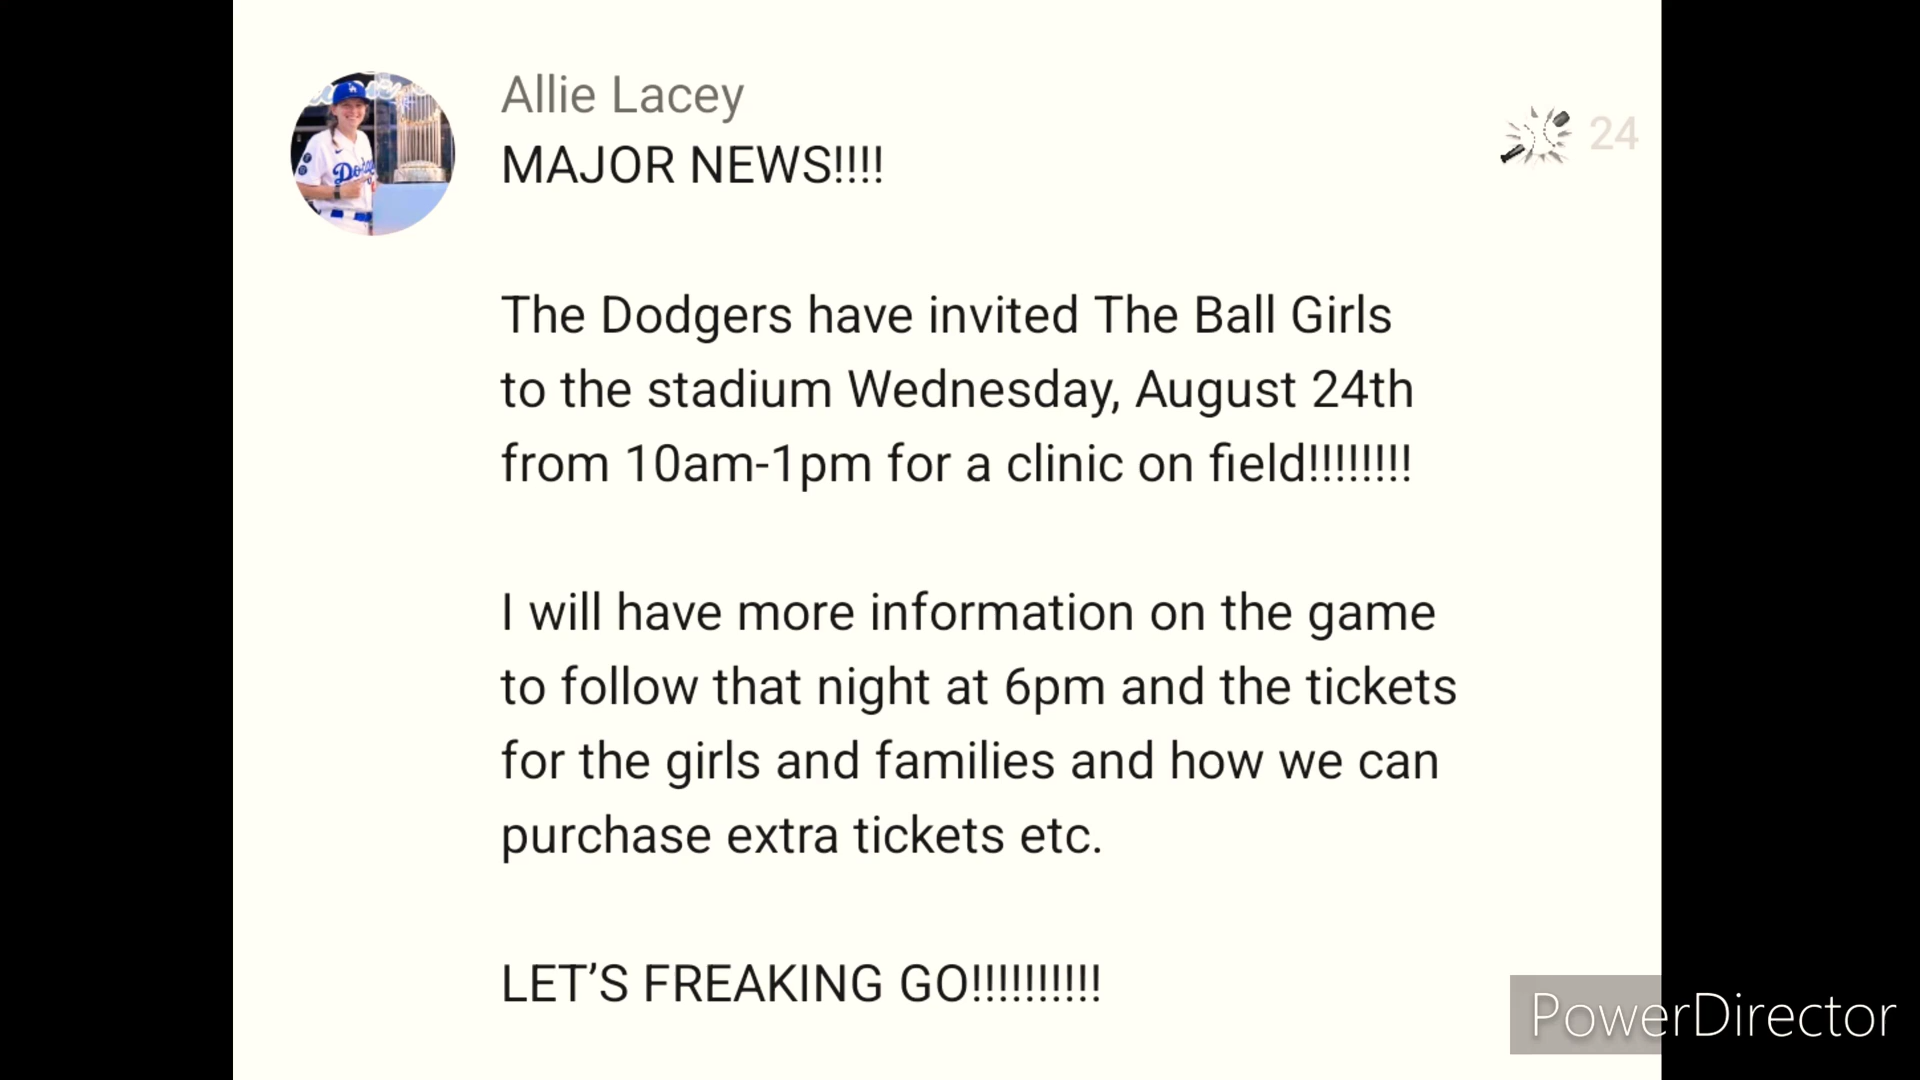 Allie Lacey
MAJOR NEWS!!!!
24
The Dodgers have invited The Ball Girls
to the stadium Wednesday, August 24th
from 10am-1pm for a clinic on field!!!!!!!!
I will have more information on the game
to follow that night at 6pm and the tickets
for the girls and families and how we can
purchase extra tickets etc.
LET’S FREAKING GO!!!!!!!!!!
PowerDirector